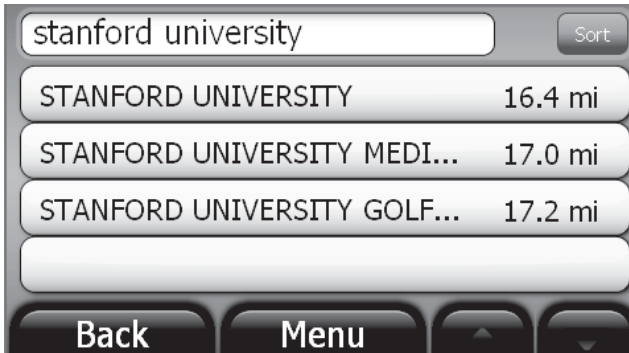 stanford university Sort
STANFORD UNIVERSITY 16.4 mi
STANFORD UNIVERSITY MEDI... 17.0 mi
STANFORD UNIVERSITY GOLF... 17.2 mi
Back Menu